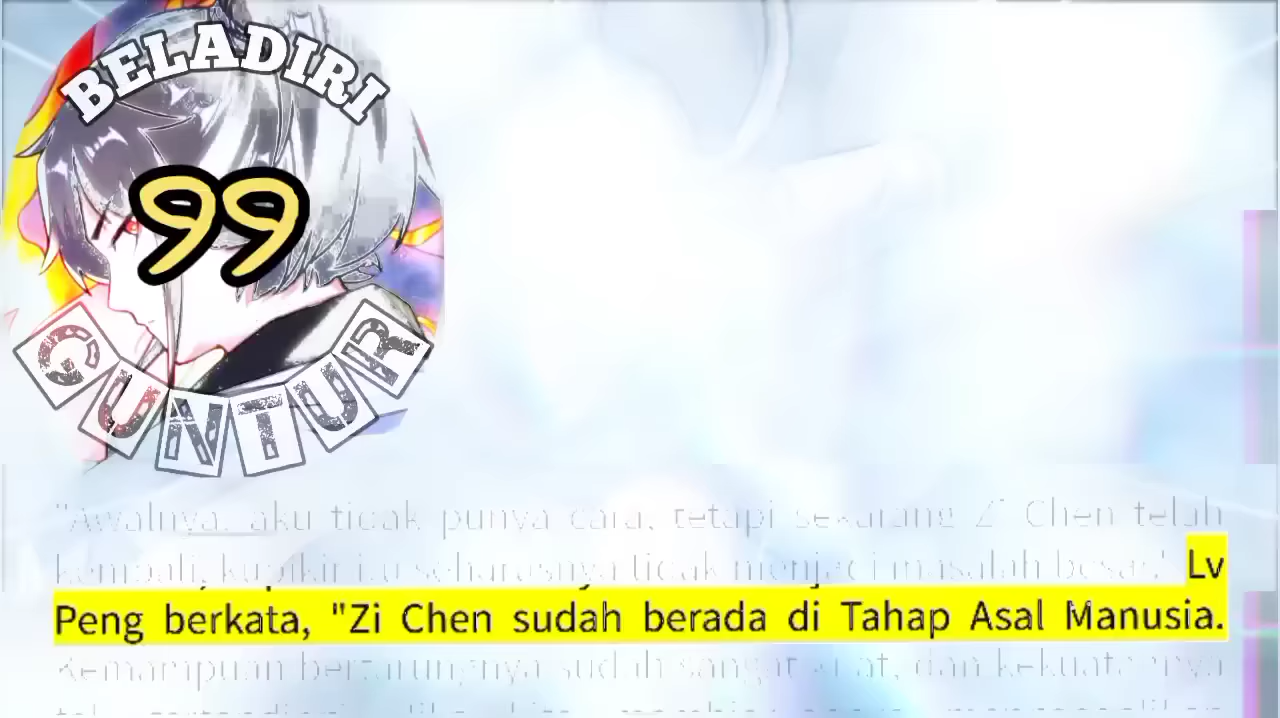 BELADIRI
99
GUNTUR
"Awalnya, aku tidak punya cara, tetapi sekarang Zi Chen telah
kembali, kupikir itu seharusnya tidak menjadi masalah besar." Lv
Peng berkata, "Zi Chen sudah berada di Tahap Asal Manusia.
Kemampuan bertarungnya sudah sangat kuat, dan kekuatannya